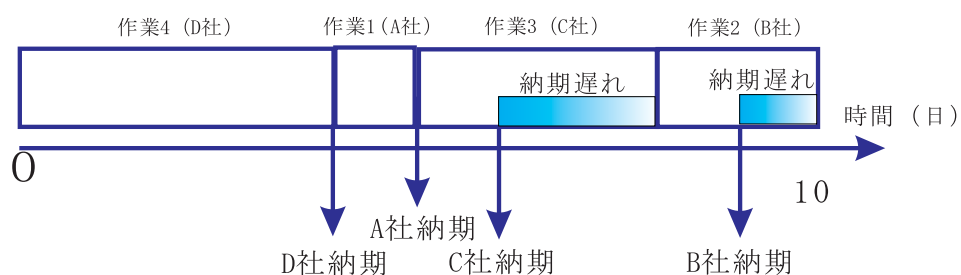 作業4 (D社)
作業1(A社)
作業3 (C社)
作業2 (B社)
納期遅れ
納期遅れ
時間 (日)
0
10
A社納期
D社納期
C社納期
B社納期